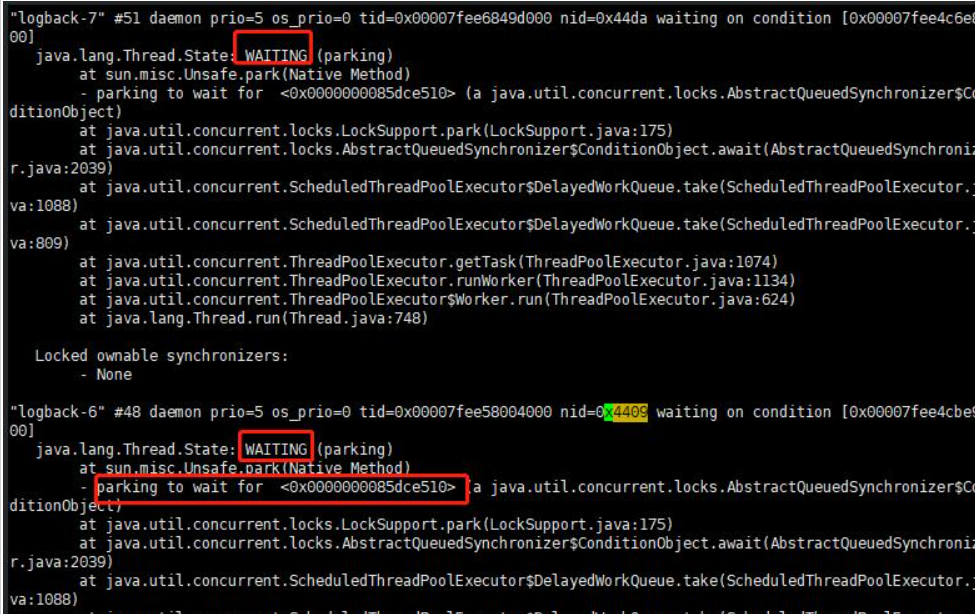 "logback-7" #51 daemon prio=5 os_prio=0 tid=0x00007fee6849d000 nid=0x44da waiting on condition [0x00007fee4c6e8
00]
   java.lang.Thread.State: WAITING (parking)
        at sun.misc.Unsafe.park(Native Method)
        - parking to wait for  <0x0000000085dce510> (a java.util.concurrent.locks.AbstractQueuedSynchronizer$Co
ditionObject)
        at java.util.concurrent.locks.LockSupport.park(LockSupport.java:175)
        at java.util.concurrent.locks.AbstractQueuedSynchronizer$ConditionObject.await(AbstractQueuedSynchroniz
r.java:2039)
        at java.util.concurrent.ScheduledThreadPoolExecutor$DelayedWorkQueue.take(ScheduledThreadPoolExecutor.j
va:1088)
        at java.util.concurrent.ScheduledThreadPoolExecutor$DelayedWorkQueue.take(ScheduledThreadPoolExecutor.j
va:809)
        at java.util.concurrent.ThreadPoolExecutor.getTask(ThreadPoolExecutor.java:1074)
        at java.util.concurrent.ThreadPoolExecutor.runWorker(ThreadPoolExecutor.java:1134)
        at java.util.concurrent.ThreadPoolExecutor$Worker.run(ThreadPoolExecutor.java:624)
        at java.lang.Thread.run(Thread.java:748)
   Locked ownable synchronizers:
        - None
"logback-6" #48 daemon prio=5 os_prio=0 tid=0x00007fee58004000 nid=0x4409 waiting on condition [0x00007fee4cbe9
00]
   java.lang.Thread.State: WAITING (parking)
        at sun.misc.Unsafe.park(Native Method)
        - parking to wait for  <0x0000000085dce510> (a java.util.concurrent.locks.AbstractQueuedSynchronizer$Co
ditionObject)
        at java.util.concurrent.locks.LockSupport.park(LockSupport.java:175)
        at java.util.concurrent.locks.AbstractQueuedSynchronizer$ConditionObject.await(AbstractQueuedSynchroniz
r.java:2039)
        at java.util.concurrent.ScheduledThreadPoolExecutor$DelayedWorkQueue.take(ScheduledThreadPoolExecutor.j
va:1088)